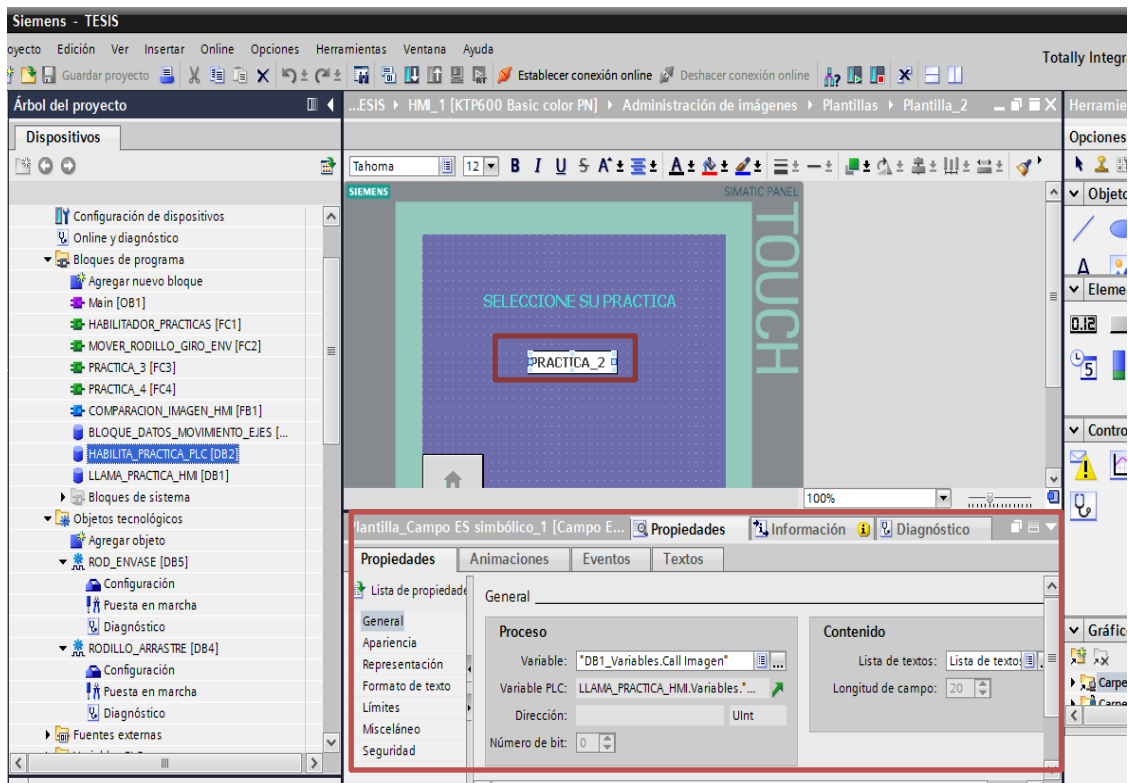 Siemens - TESIS
oyecto Edición Ver Insertar Online Opciones Herramientas Ventana Ayuda
Totally Integr
Guardar proyecto Establecer conexión online Deshacer conexión online
Árbol del proyecto
Dispositivos
Configuración de dispositivos
Online y diagnóstico
Bloques de programa
Agregar nuevo bloque
Main [OB1]
HABILITADOR_PRACTICAS [FC1]
MOVER_RODILLO_GIRO_ENV [FC2]
PRACTICA_3 [FC3]
PRACTICA_4 [FC4]
COMPARACION_IMAGEN_HMI [FB1]
BLOQUE_DATOS_MOVIMIENTO_EJES [...
HABILITA_PRACTICA_PLC [DB2]
LLAMA_PRACTICA_HMI [DB1]
Bloques de sistema
Objetos tecnológicos
Agregar objeto
ROD_ENVASE [DB5]
Configuración
Puesta en marcha
Diagnóstico
RODILLO_ARRASTRE [DB4]
Configuración
Puesta en marcha
Diagnóstico
Fuentes externas
...ESIS HMI_1 [KTP600 Basic color PN] Administración de imágenes Plantillas Plantilla_2
Tahoma 12 B I U S A
SIEMENS
SIMATIC PANEL
TOUCH
SELECCIONE SU PRACTICA
PRACTICA_2
100%
lantilla_Campo ES simbólico_1 [Campo E... Propiedades Información Diagnóstico
Propiedades Animaciones Eventos Textos
Lista de propiedade
General
Apariencia
Representación
Formato de texto
Límites
Misceláneo
Seguridad
General
Proceso
Variable: "DB1_Variables.Call Imagen" ...
Variable PLC: LLAMA_PRACTICA_HMI.Variables."...
Dirección: UInt
Número de bit: 0
Contenido
Lista de textos: Lista de textos
Longitud de campo: 20
Herramie
Opciones
Objeto
A
Eleme
0.12
5
Contro
Gráfic
Carpe
Carpe